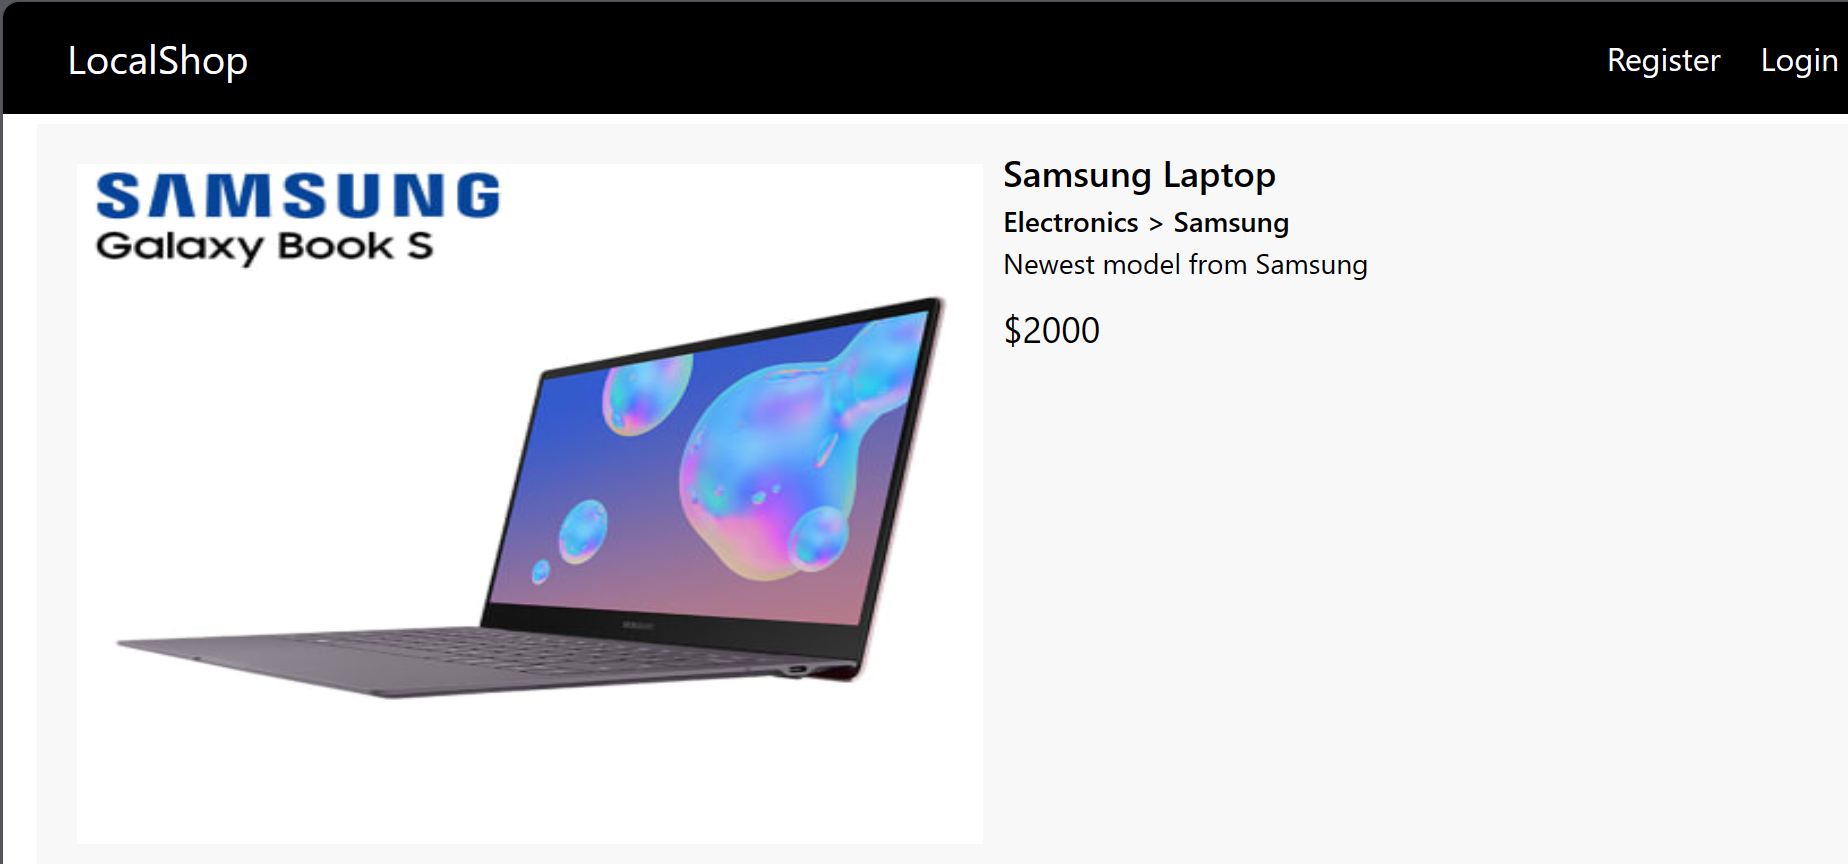 LocalShop
Register Login
SAMSUNG
Galaxy Book S
Samsung Laptop
Electronics > Samsung
Newest model from Samsung
$2000